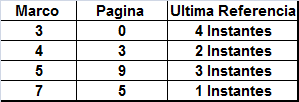 Marco Pagina Ultima Referencia
3 0 4 Instantes
4 3 2 Instantes
5 9 3 Instantes
7 5 1 Instantes